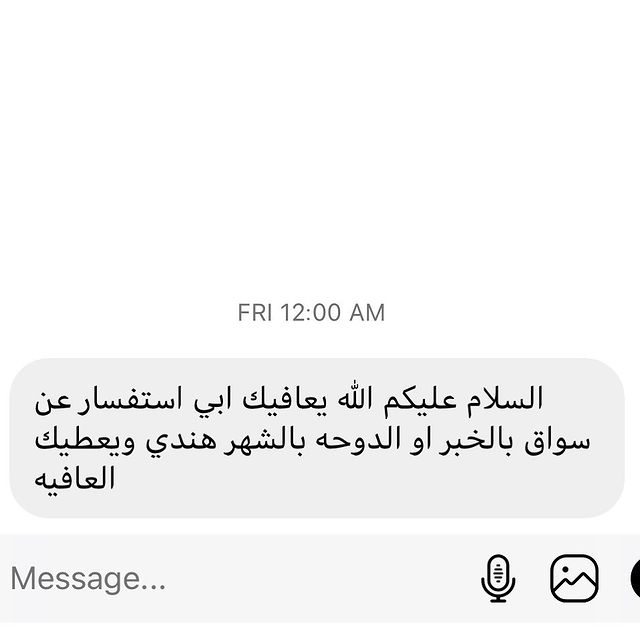 FRI 12:00 AM
السلام عليكم الله يعافيك ابي استفسار عن
سواق بالخبر او الدوحه بالشهر هندي ويعطيك
العافيه
Message...